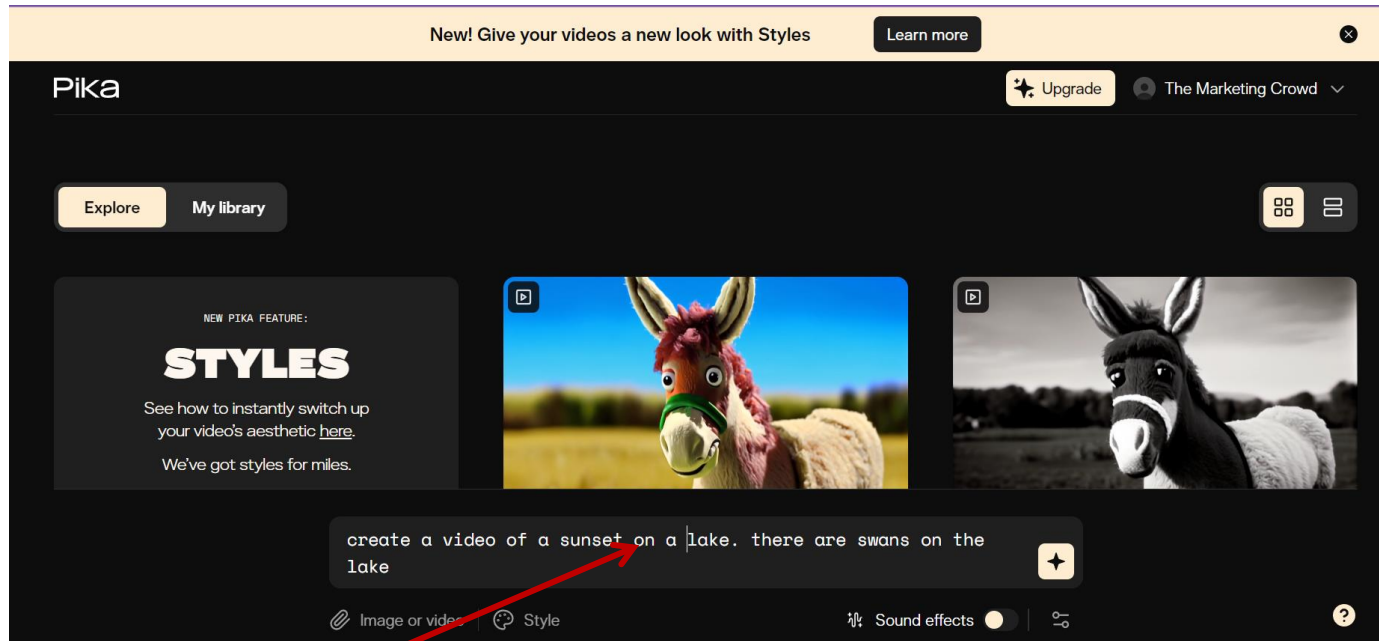 New! Give your videos a new look with Styles
Learn more
Pika
Upgrade
The Marketing Crowd
Explore
My library
NEW PIKA FEATURE:
STYLES
See how to instantly switch up
your video's aesthetic here.
We've got styles for miles.
create a video of a sunset on a lake. there are swans on the
lake
Image or video
Style
Sound effects
?